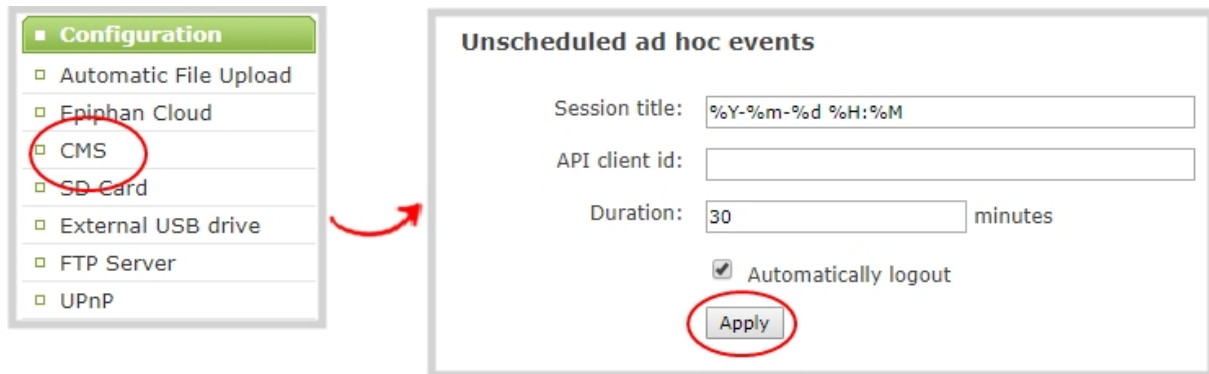 Configuration
Automatic File Upload
Epiphan Cloud
CMS
SD Card
External USB drive
FTP Server
UPnP
Unscheduled ad hoc events
Session title: %Y-%m-%d %H:%M
API client id:
Duration: 30 minutes
Automatically logout
Apply